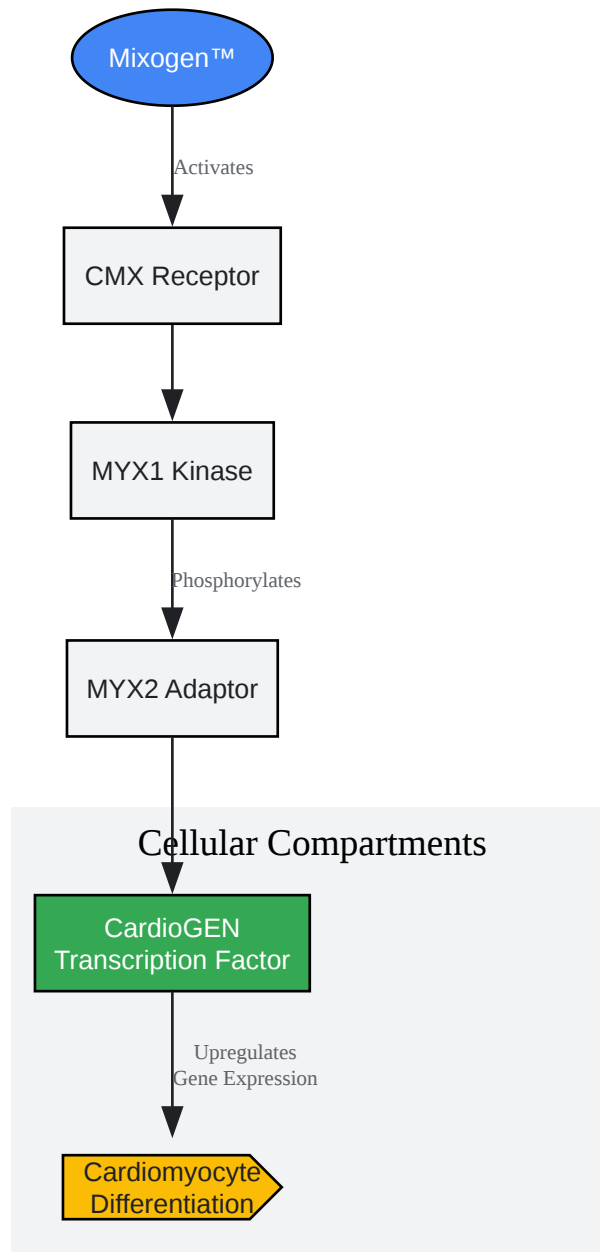 Mixogen™
Activates
CMX Receptor
MYX1 Kinase
Phosphorylates
MYX2 Adaptor
Cellular Compartments
CardioGEN
Transcription Factor
Upregulates
Gene Expression
Cardiomyocyte
Differentiation